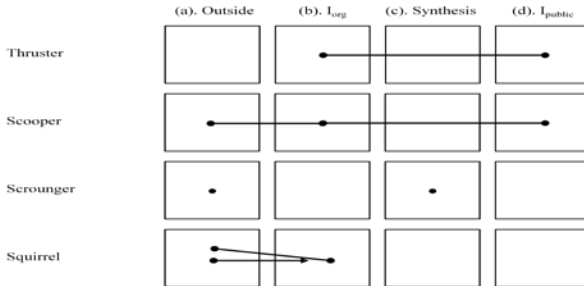 (a). Outside (b). Iorg (c). Synthesis (d). Ipublic
Thruster
Scooper
Scrounger
Squirrel